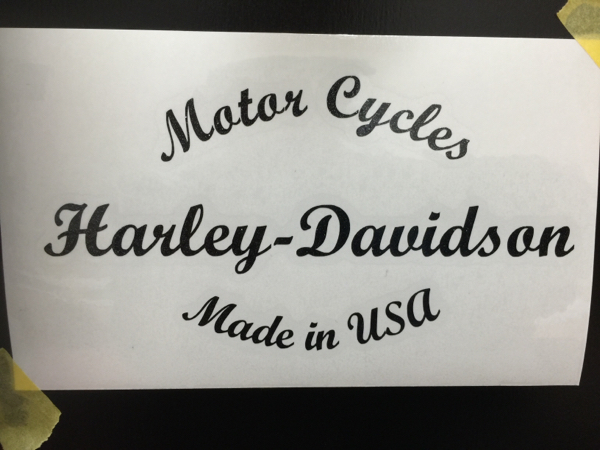 Motor Cycles
Harley-Davidson
Made in USA